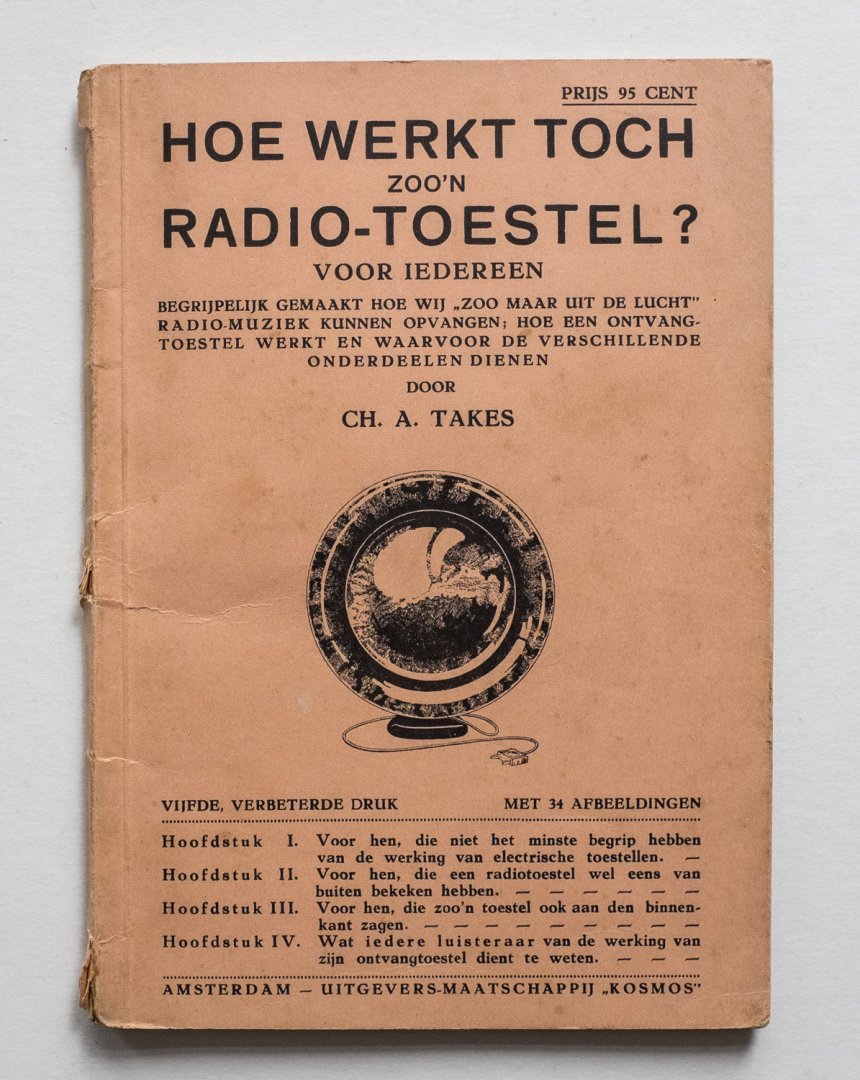 PRIJS 95 CENT
HOE WERKT TOCH
ZOO'N
RADIO-TOESTEL?
VOOR IEDEREEN
BEGRIJPELIJK GEMAAKT HOE WIJ „ZOO MAAR UIT DE LUCHT"
RADIO-MUZIEK KUNNEN OPVANGEN; HOE EEN ONTVANG-
TOESTEL WERKT EN WAARVOOR DE VERSCHILLENDE
ONDERDEELEN DIENEN
DOOR
CH. A. TAKES
VIJFDE, VERBETERDE DRUK MET 34 AFBEELDINGEN
Hoofdstuk I. Voor hen, die niet het minste begrip hebben
van de werking van electrische toestellen. —
Hoofdstuk II. Voor hen, die een radiotoestel wel eens van
buiten bekeken hebben. — — — — — —
Hoofdstuk III. Voor hen, die zoo'n toestel ook aan den binnen-
kant zagen. — — — — — — — — —
Hoofdstuk IV. Wat iedere luisteraar van de werking van
zijn ontvangtoestel dient te weten. — — —
AMSTERDAM — UITGEVERS-MAATSCHAPPIJ „KOSMOS"